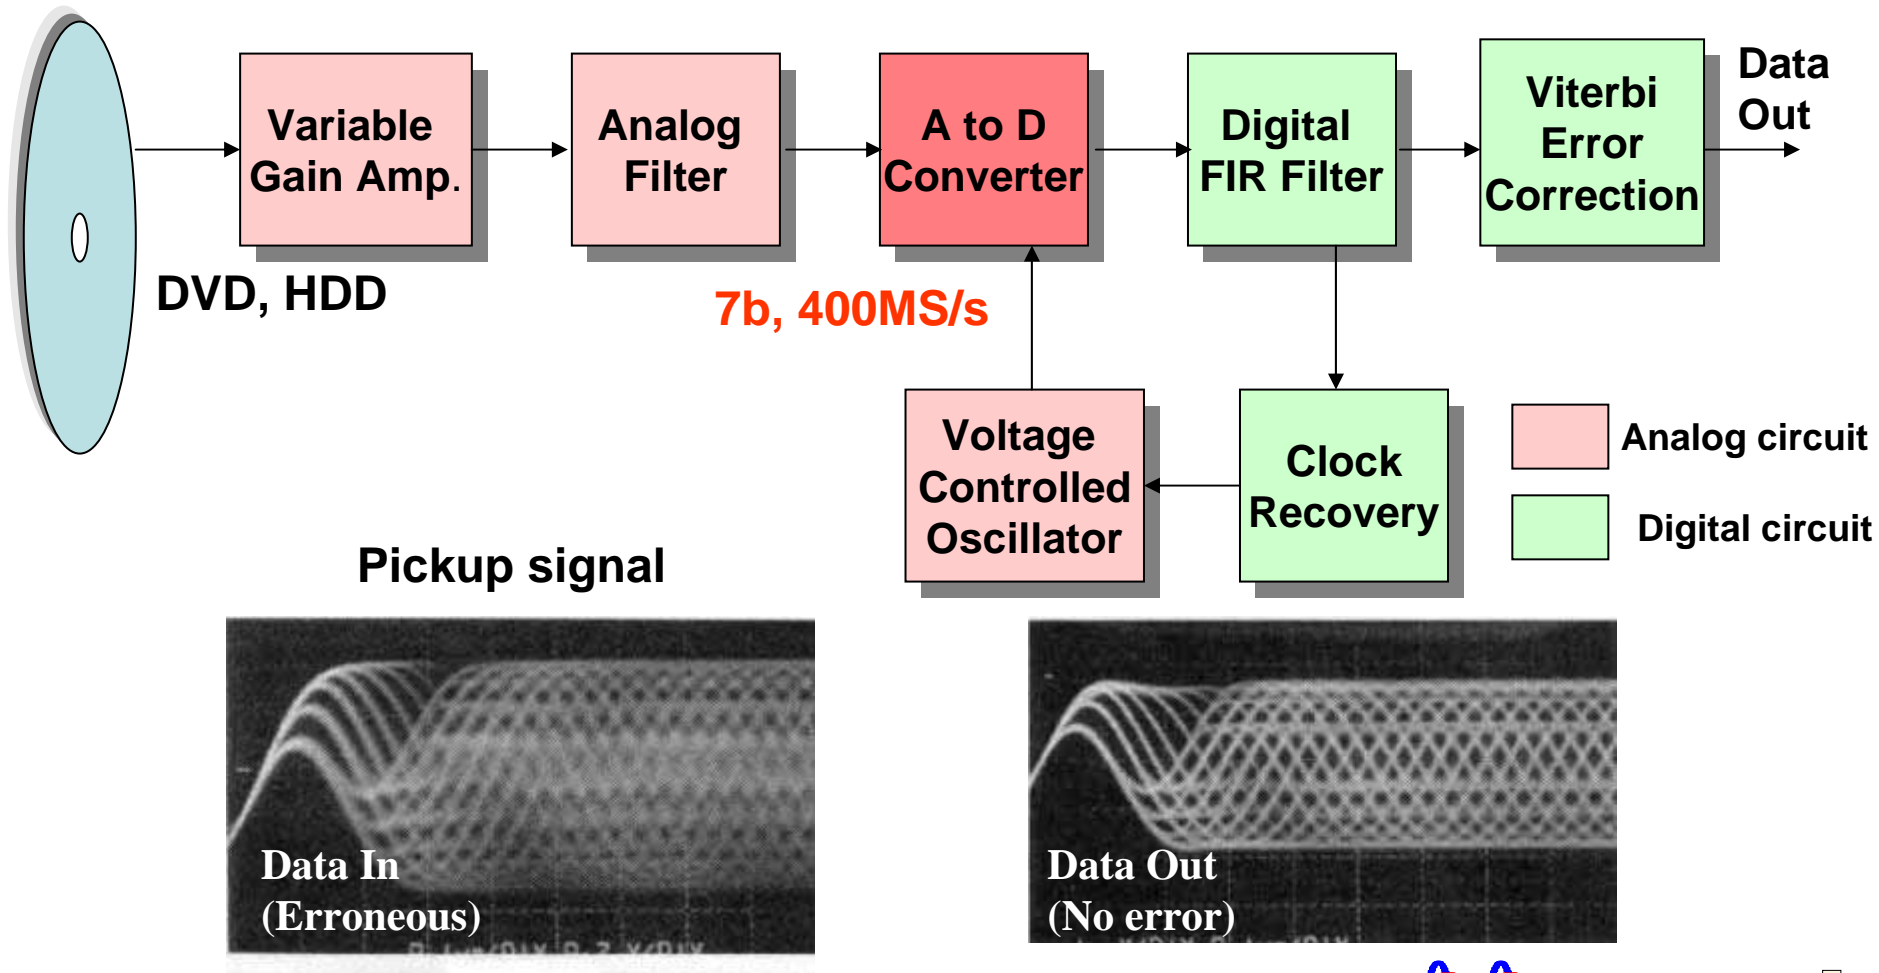 Variable
Gain Amp.
Analog
Filter
A to D
Converter
Digital
FIR Filter
Viterbi
Error
Correction
Data
Out
DVD, HDD
7b, 400MS/s
Voltage
Controlled
Oscillator
Clock
Recovery
Analog circuit
Digital circuit
Pickup signal
Data In
(Erroneous)
Data Out
(No error)